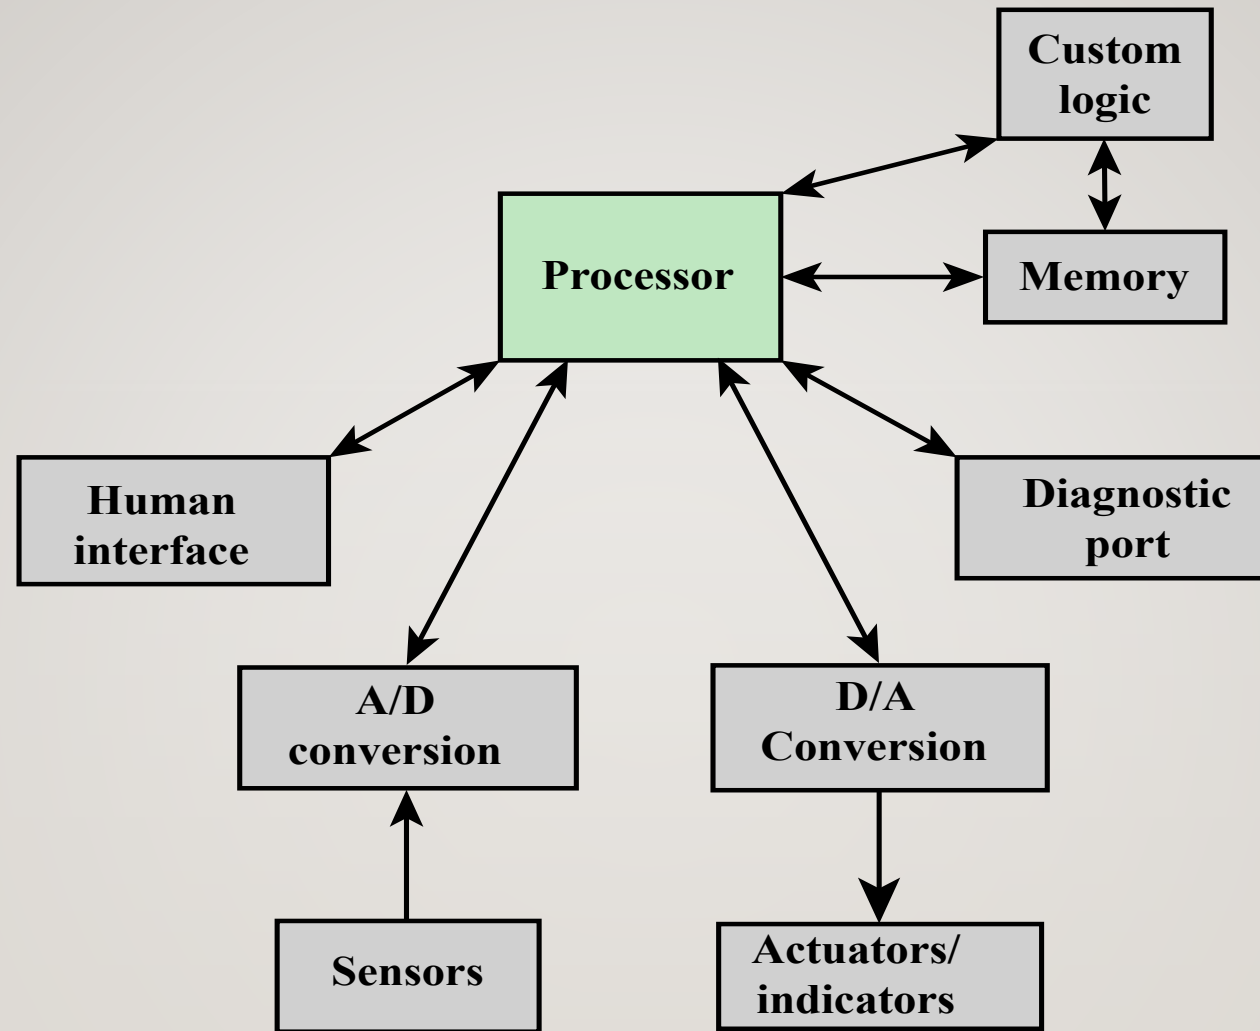 Custom
logic
Processor
Memory
Human
interface
Diagnostic
port
A/D
conversion
D/A
Conversion
Sensors
Actuators/
indicators